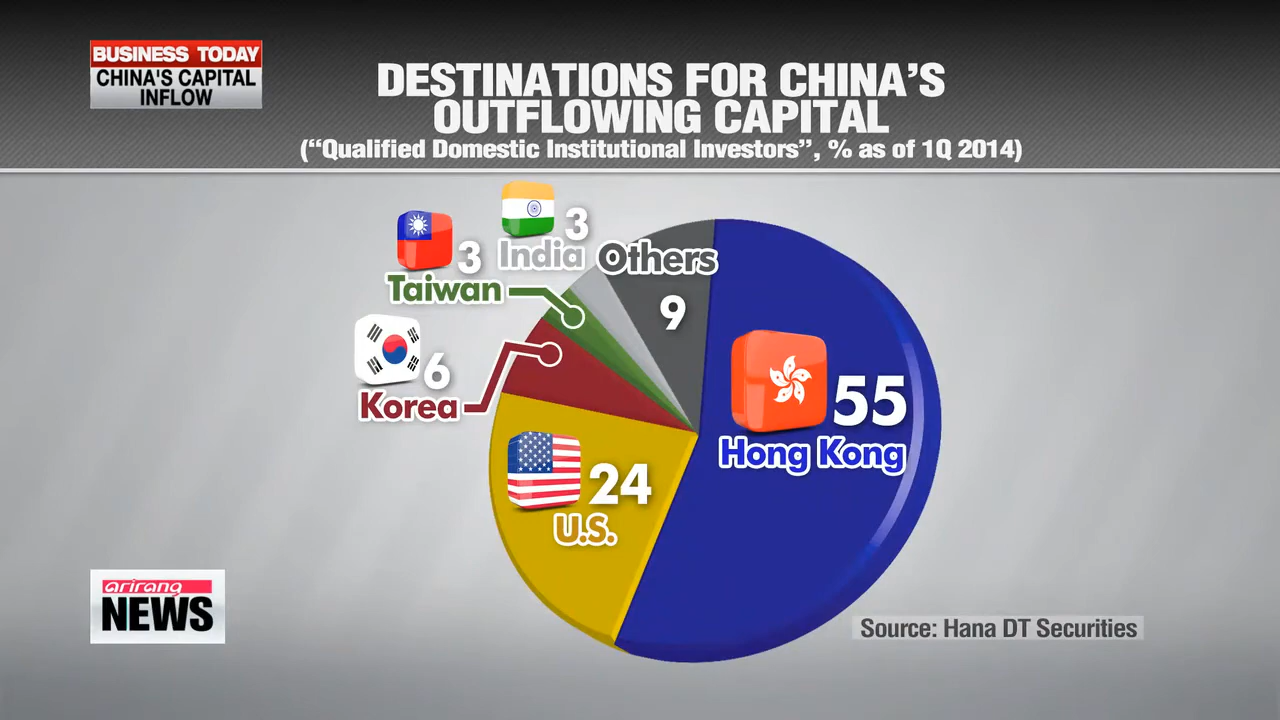 BUSINESS TODAY
CHINA'S CAPITAL
INFLOW
DESTINATIONS FOR CHINA’S
OUTFLOWING CAPITAL
(“Qualified Domestic Institutional Investors”, % as of 1Q 2014)
3
India
3
Taiwan
Others
9
6
Korea
55
Hong Kong
24
U.S.
arirang
NEWS
Source: Hana DT Securities